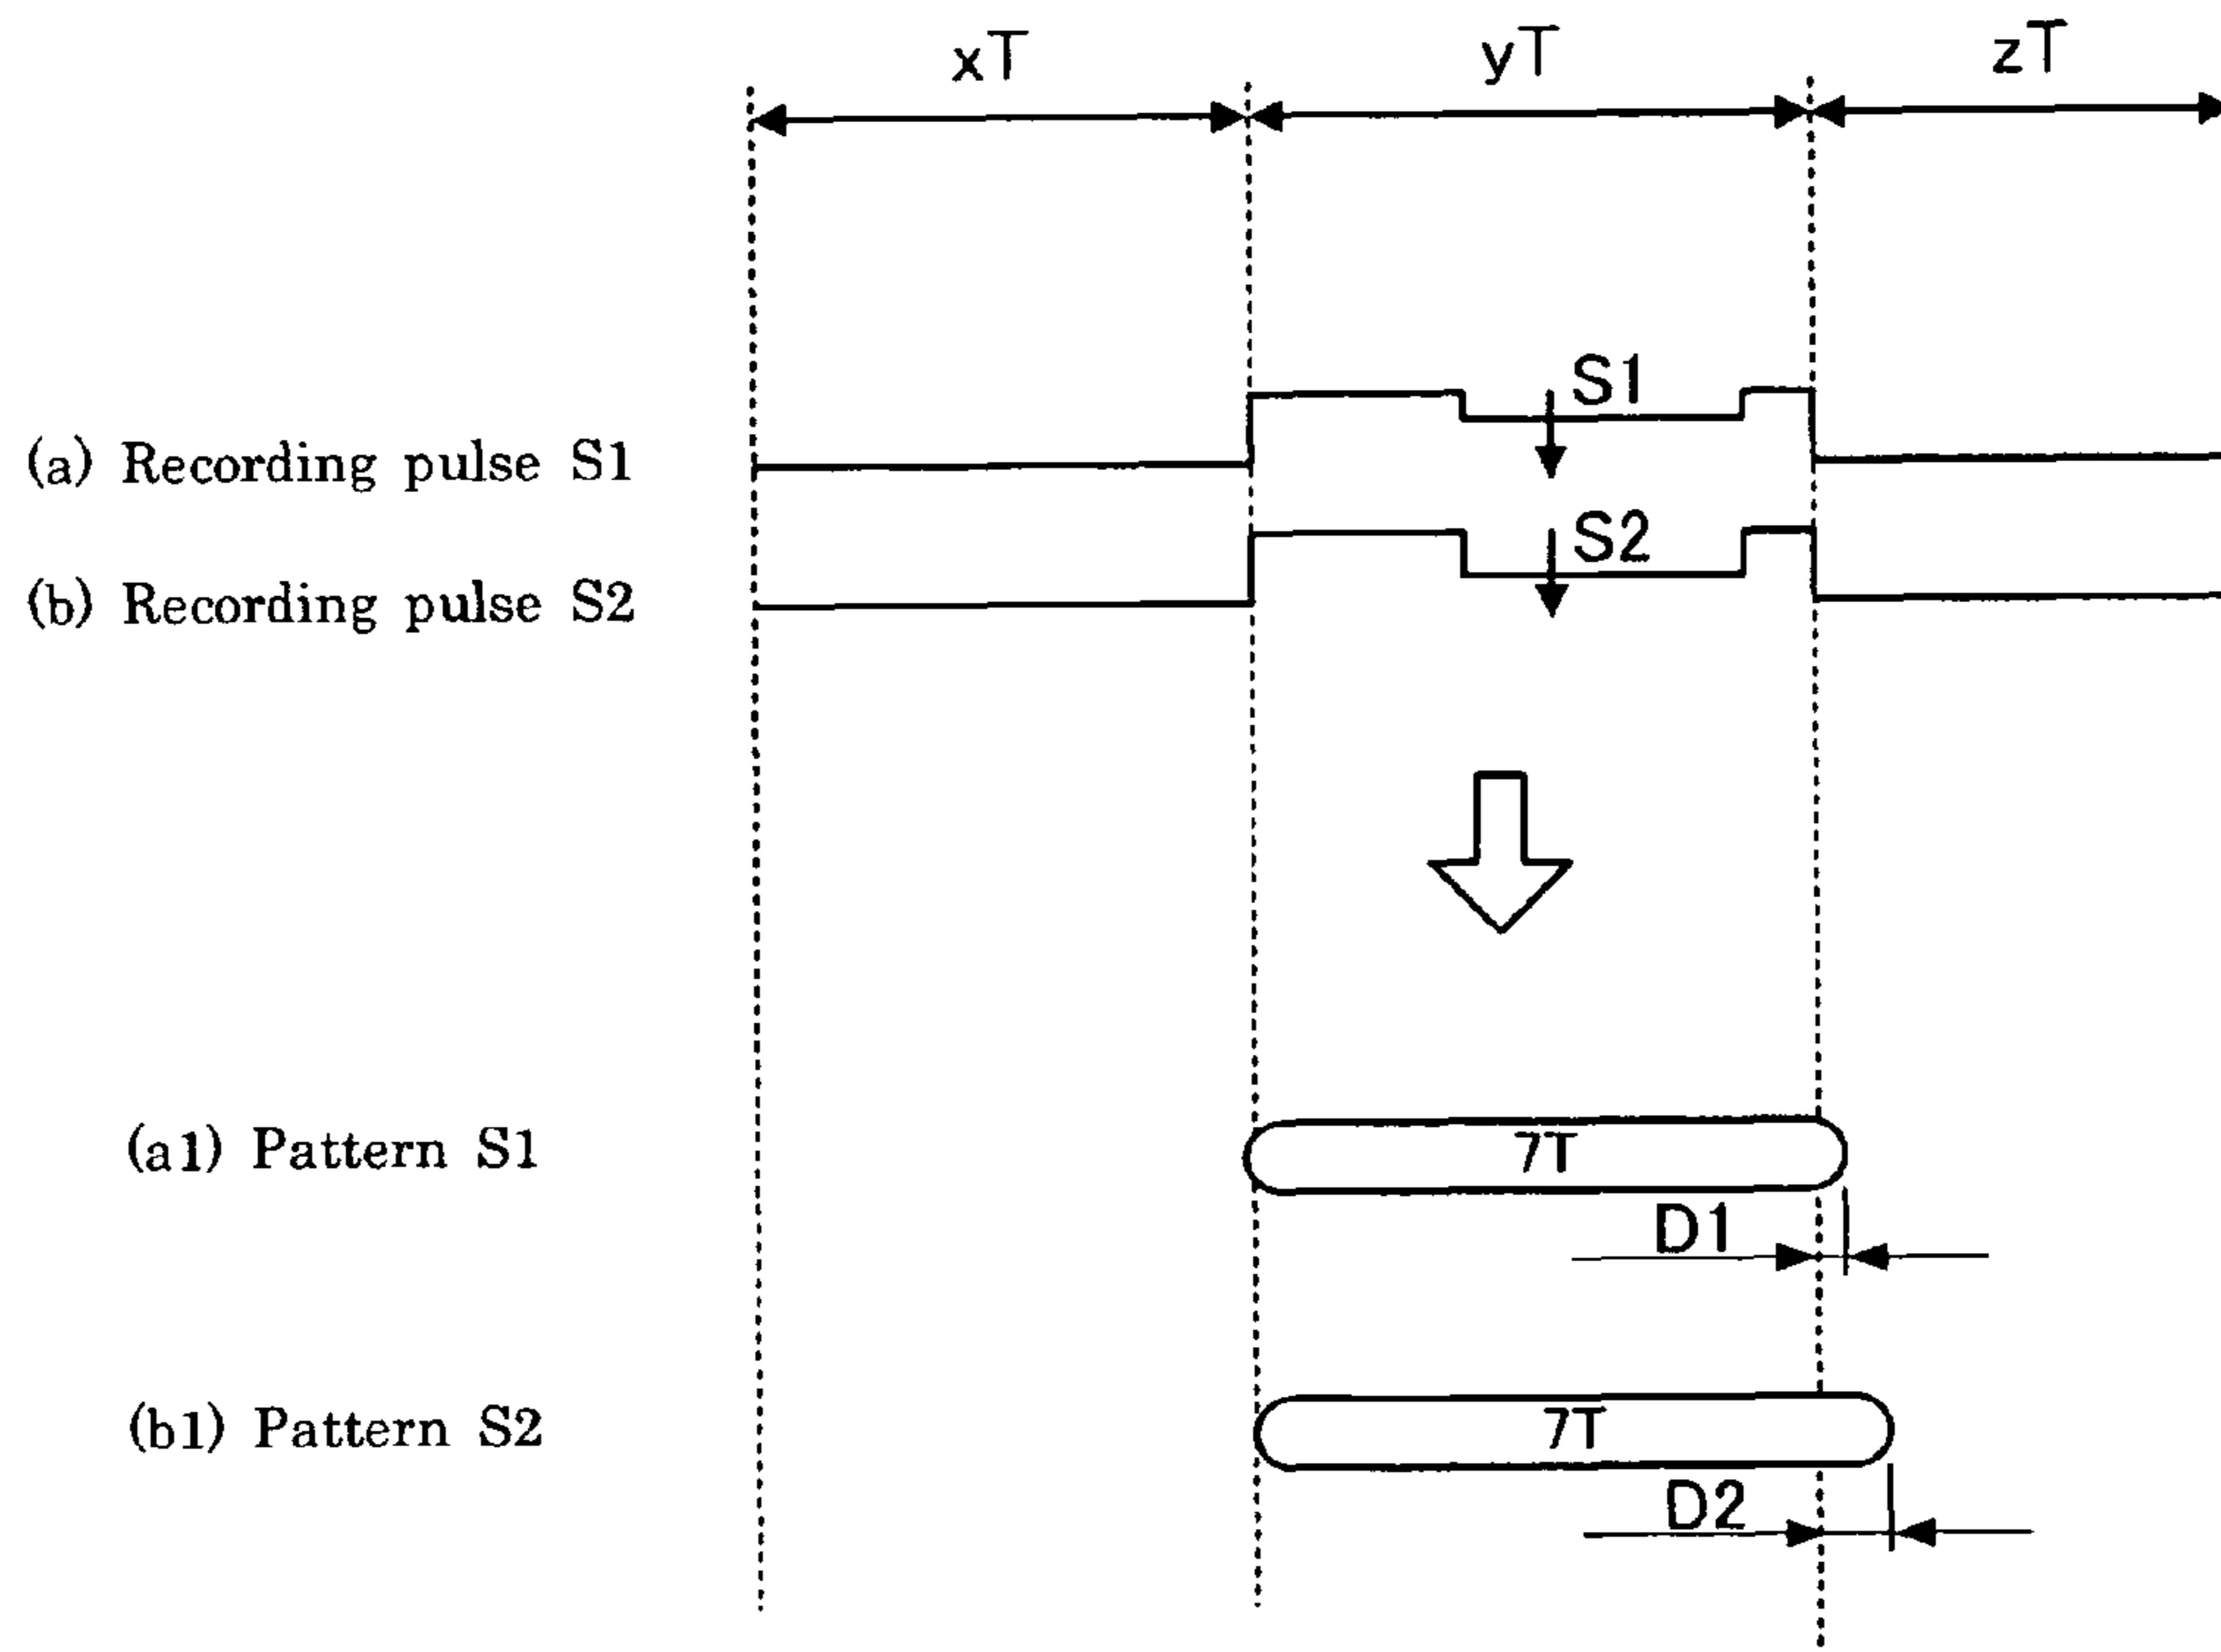 xT yT zT
S1
(a) Recording pulse S1
S2
(b) Recording pulse S2
(a1) Pattern S1
7T
D1
(b1) Pattern S2
7T
D2